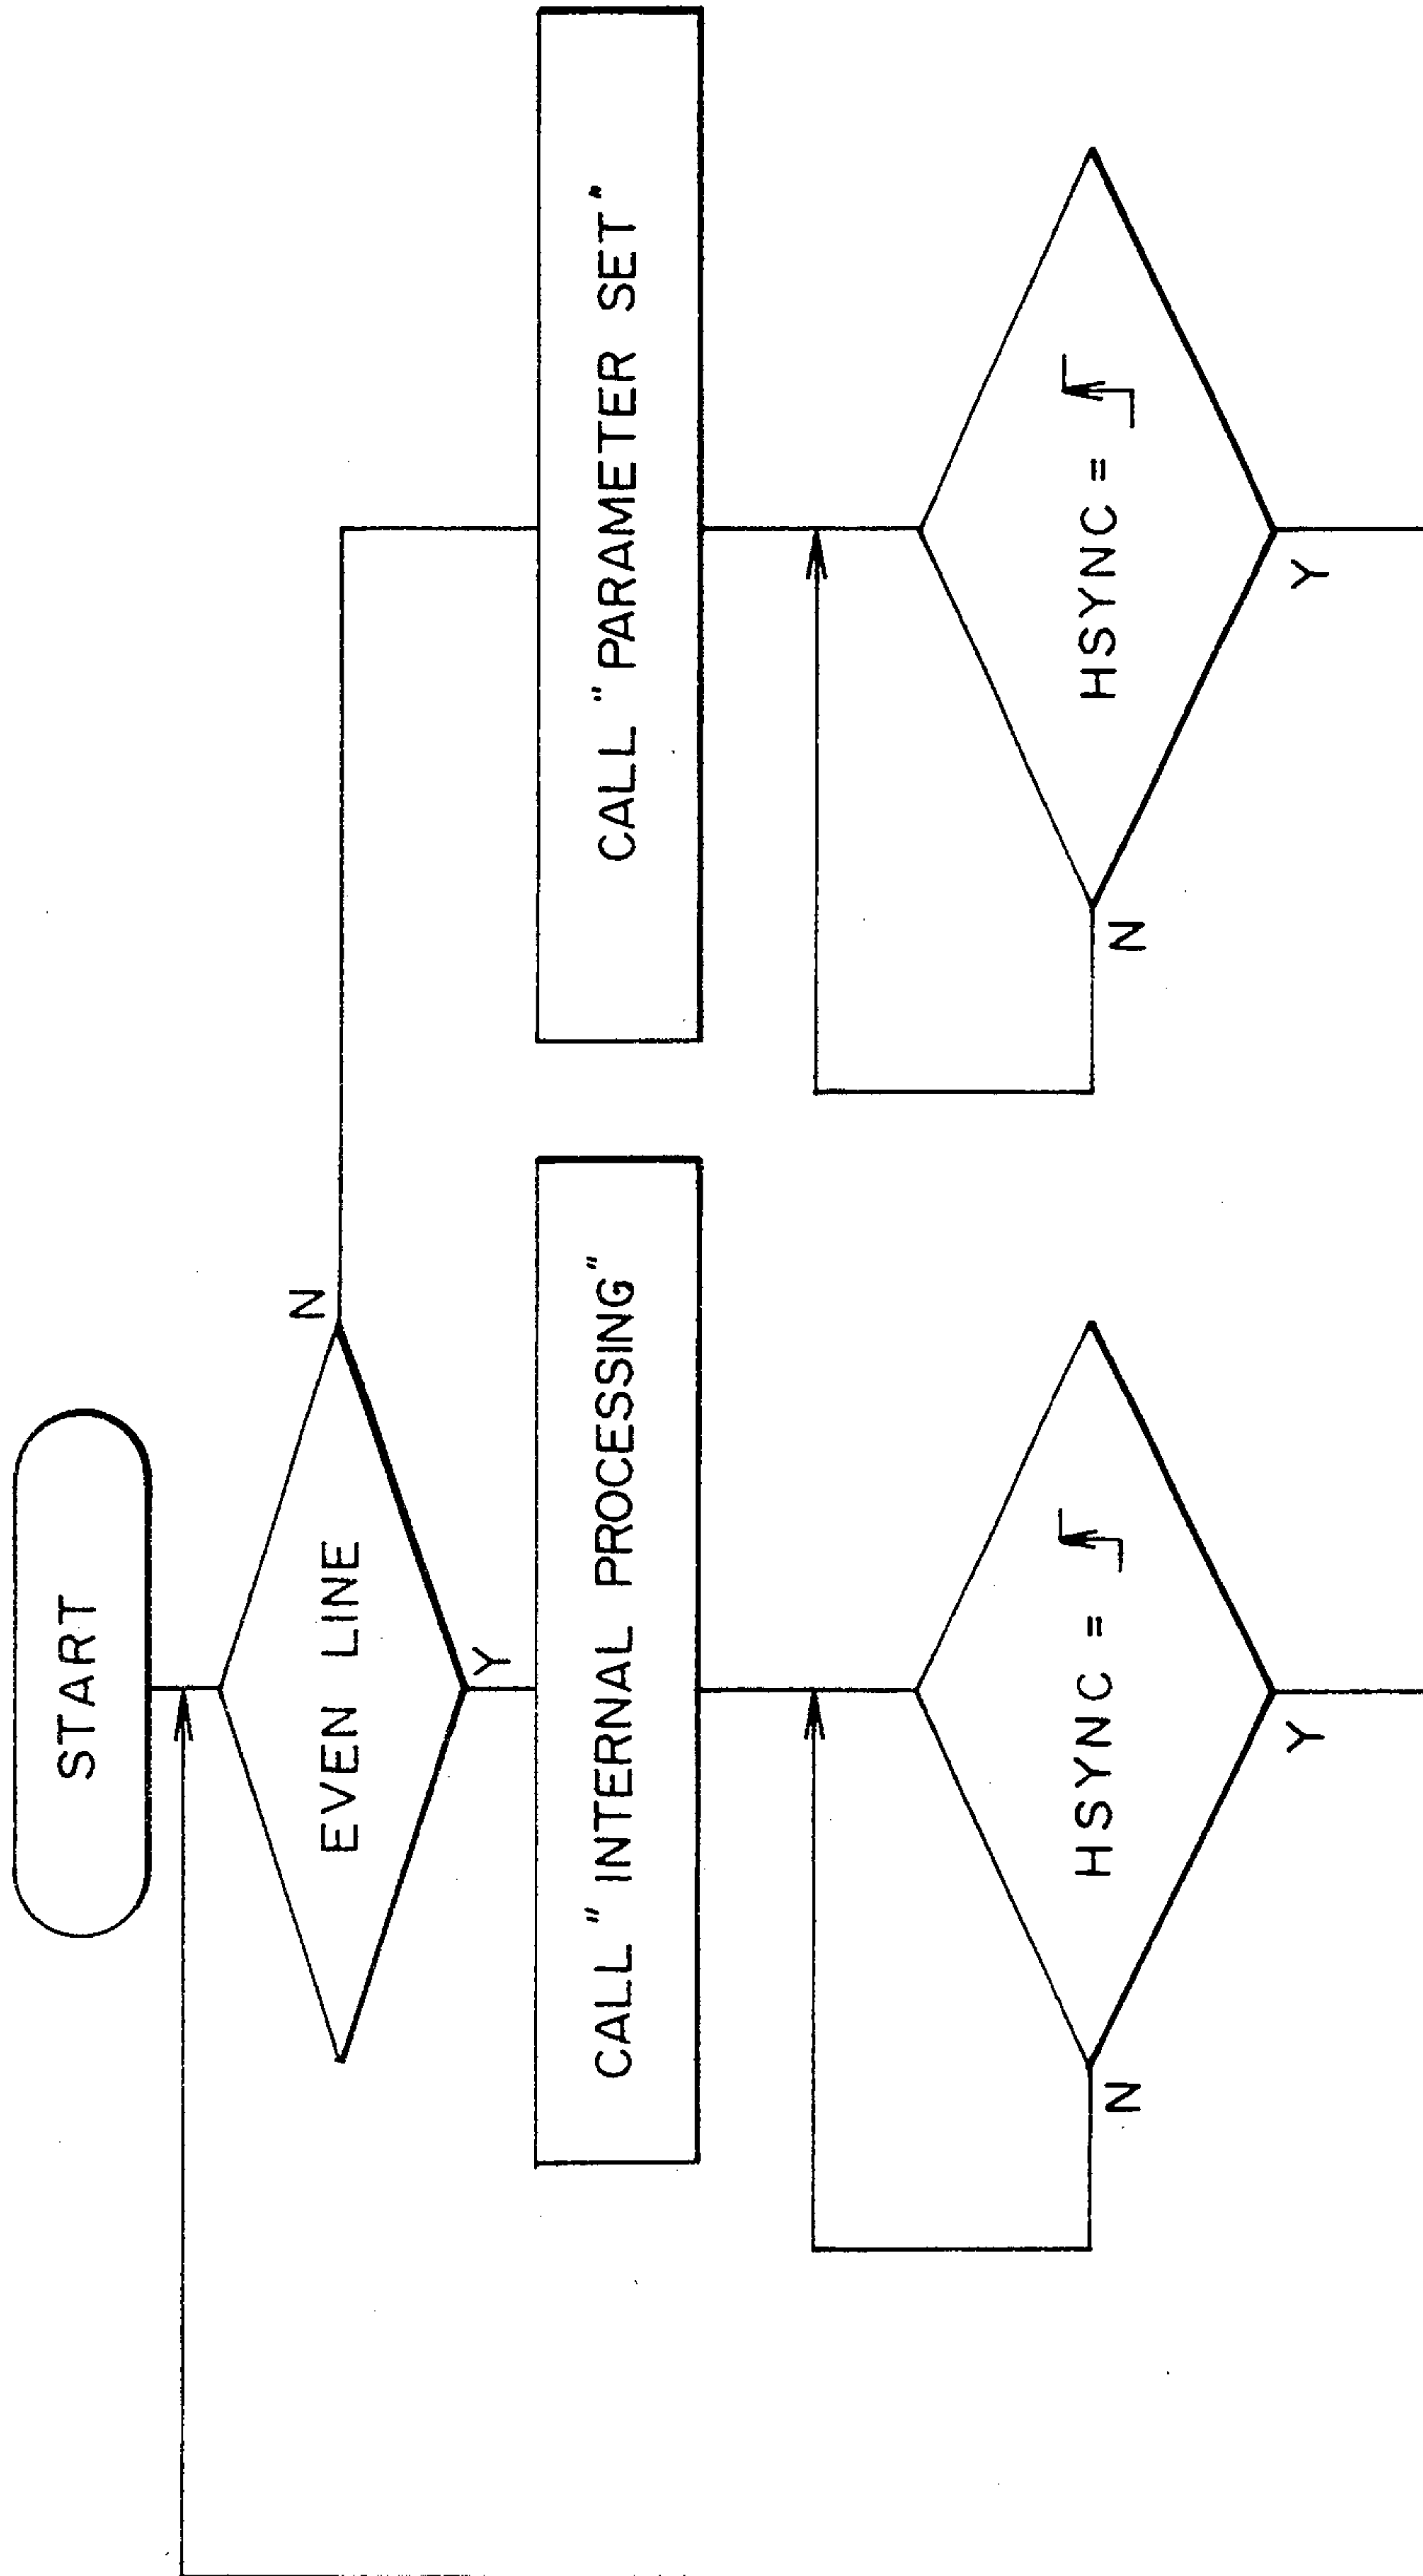 START
EVEN LINE
N
Y
CALL "INTERNAL PROCESSING"
CALL "PARAMETER SET"
HSYNC =
N
Y
HSYNC =
N
Y